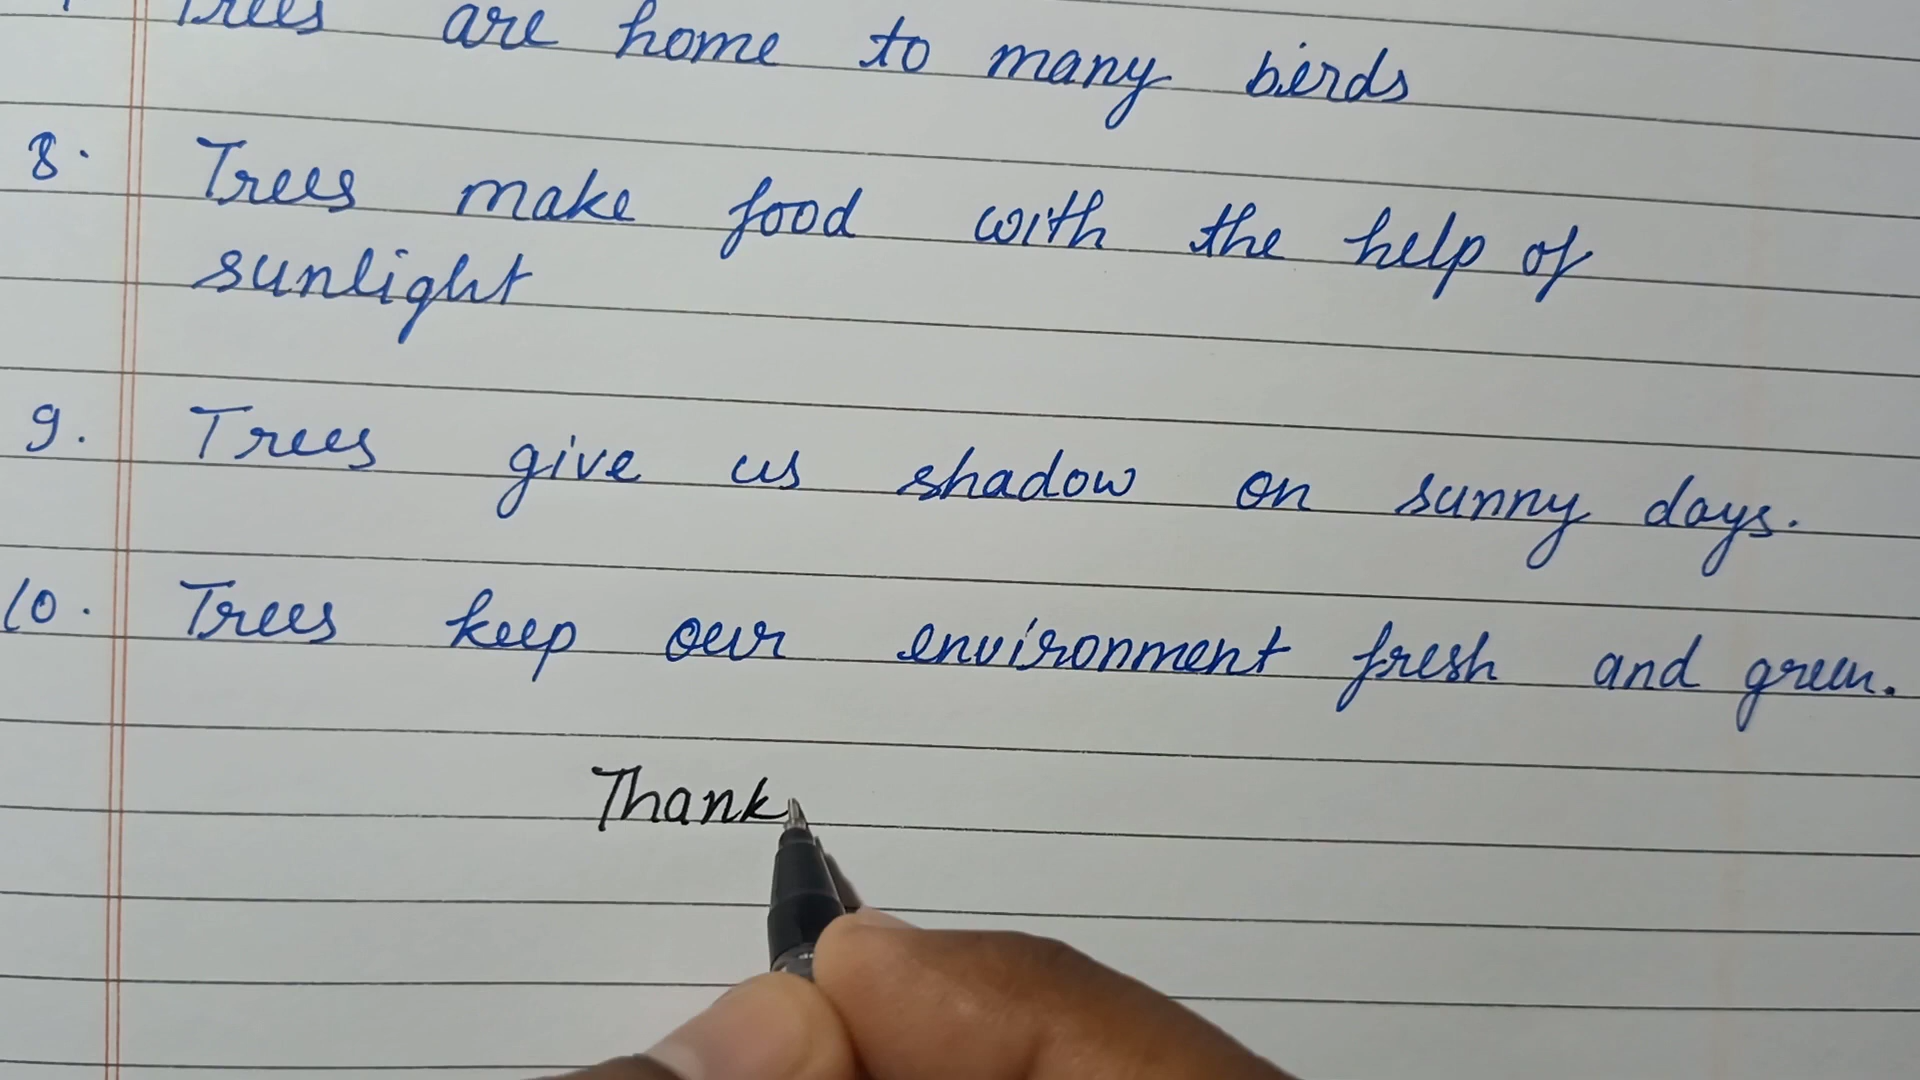 Trees are home to many birds
8. Trees make food with the help of
sunlight
9. Trees give us shadow on sunny days.
10. Trees keep our environment fresh and green.
Thank